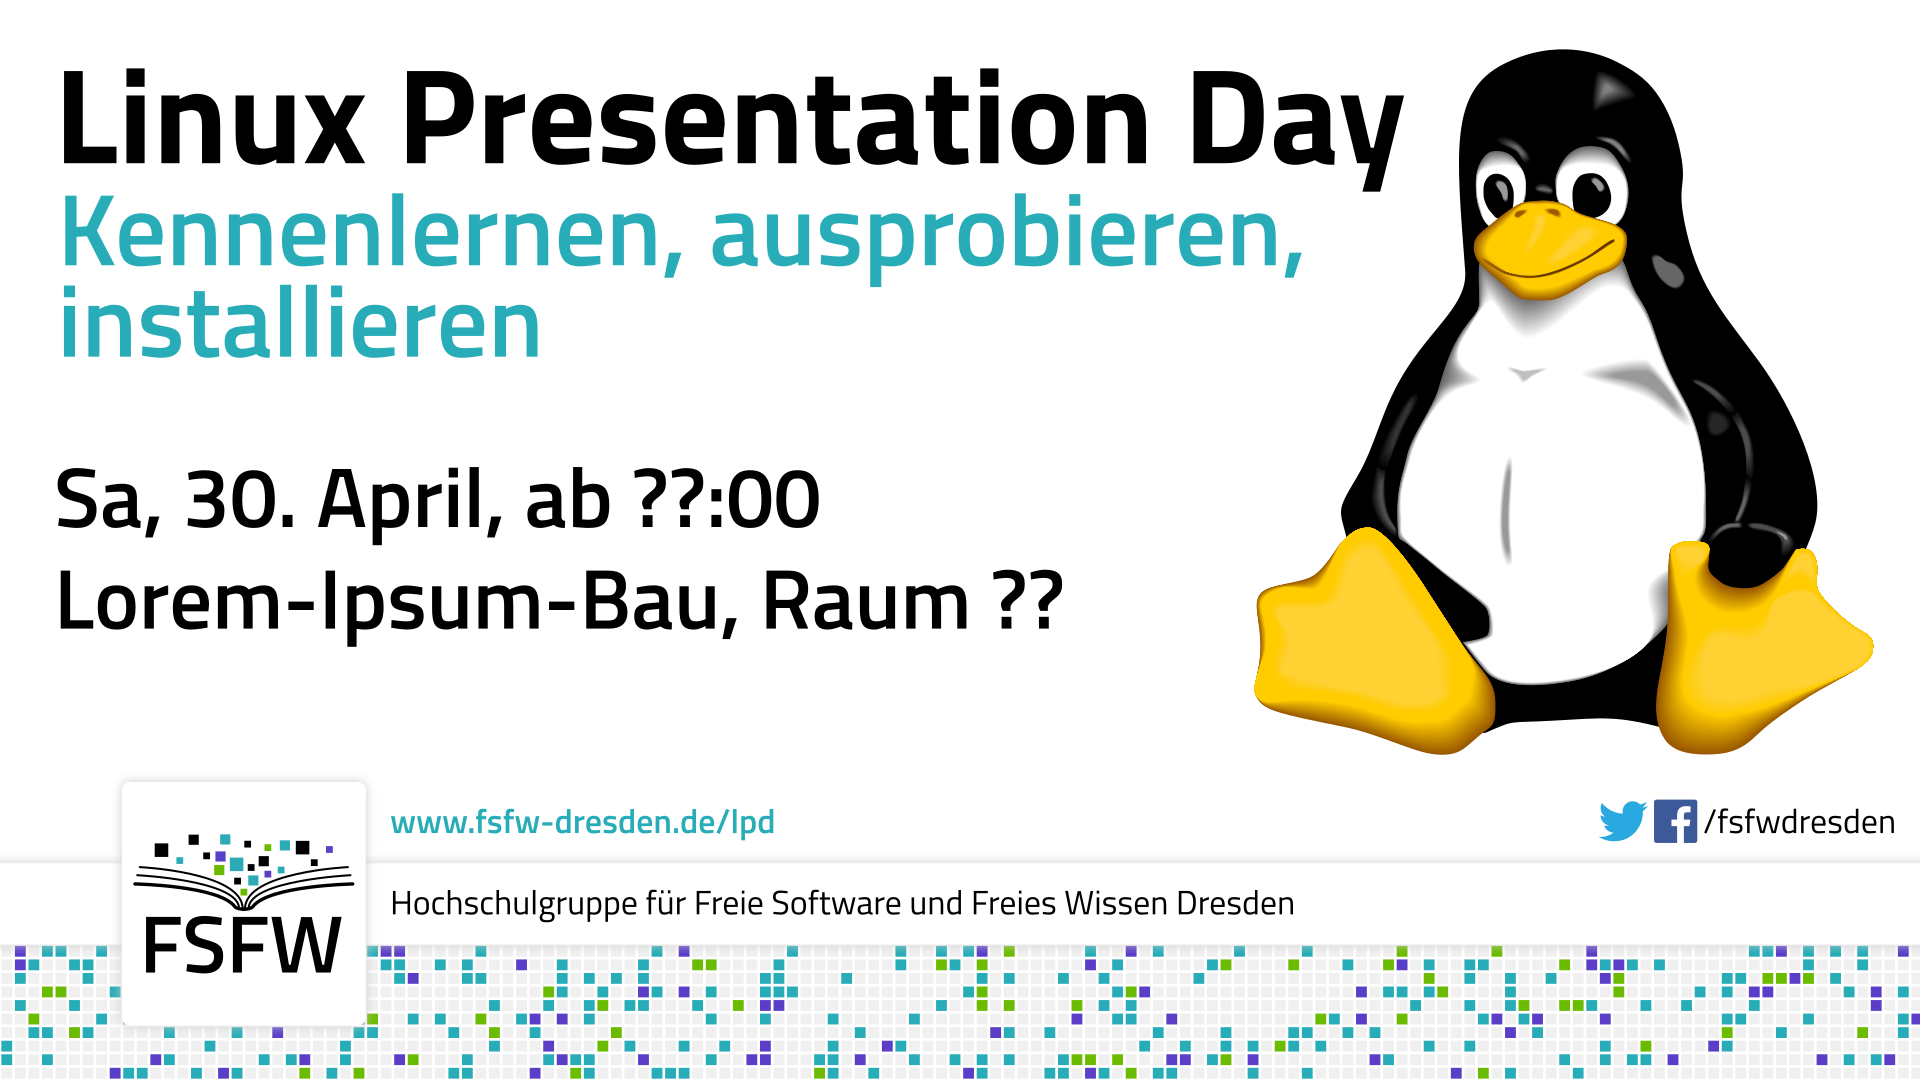 Linux Presentation Day
Kennenlernen, ausprobieren,
installieren
Sa, 30. April, ab ??:00
Lorem-Ipsum-Bau, Raum ??
www.fsfw-dresden.de/lpd
/fsfwdresden
Hochschulgruppe für Freie Software und Freies Wissen Dresden
FSFW